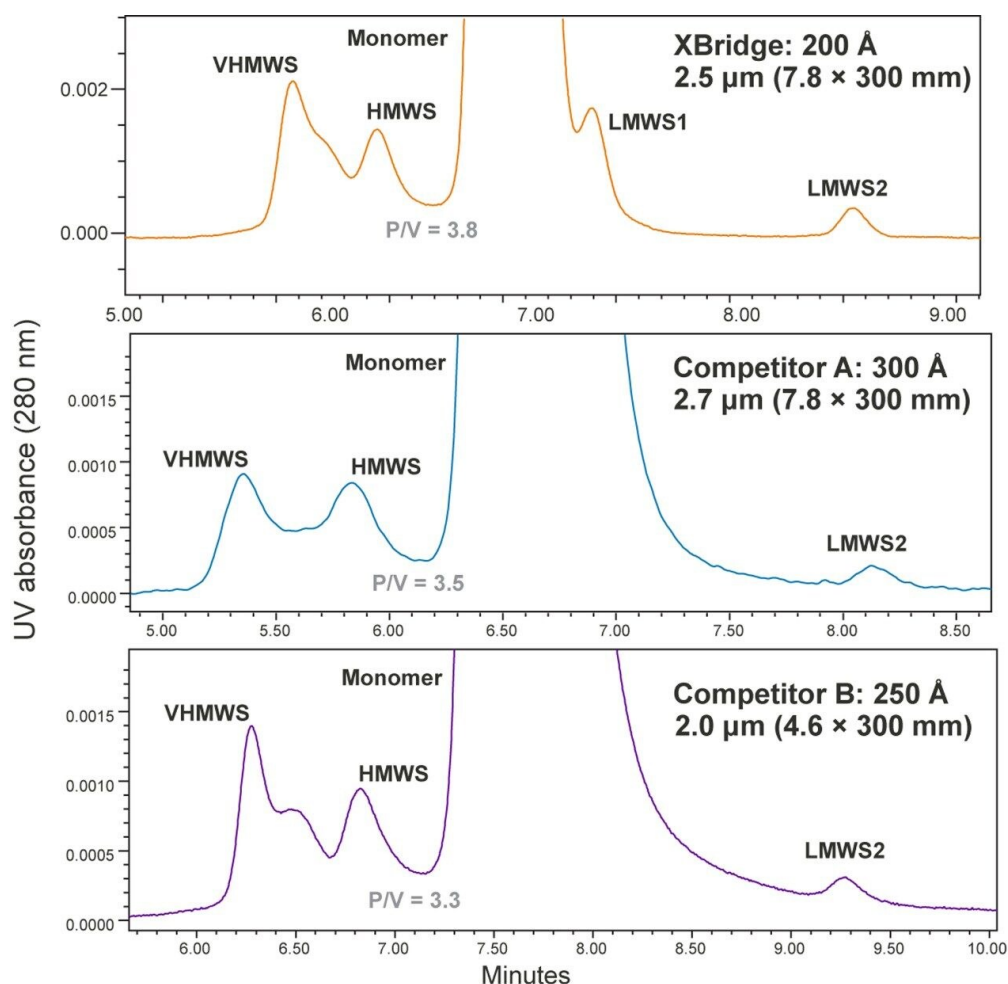 UV absorbance (280 nm)
XBridge: 200 Å
2.5 µm (7.8 × 300 mm)
Monomer
VHMWS
HMWS
LMWS1
LMWS2
P/V = 3.8
0.002
0.000
5.00 6.00 7.00 8.00 9.00
Competitor A: 300 Å
2.7 µm (7.8 × 300 mm)
Monomer
VHMWS
HMWS
LMWS2
P/V = 3.5
0.0015
0.0010
0.0005
0.0000
5.00 5.50 6.00 6.50 7.00 7.50 8.00 8.50
Competitor B: 250 Å
2.0 µm (4.6 × 300 mm)
Monomer
VHMWS
HMWS
LMWS2
P/V = 3.3
0.0015
0.0010
0.0005
0.0000
6.00 6.50 7.00 7.50 8.00 8.50 9.00 9.50 10.00
Minutes